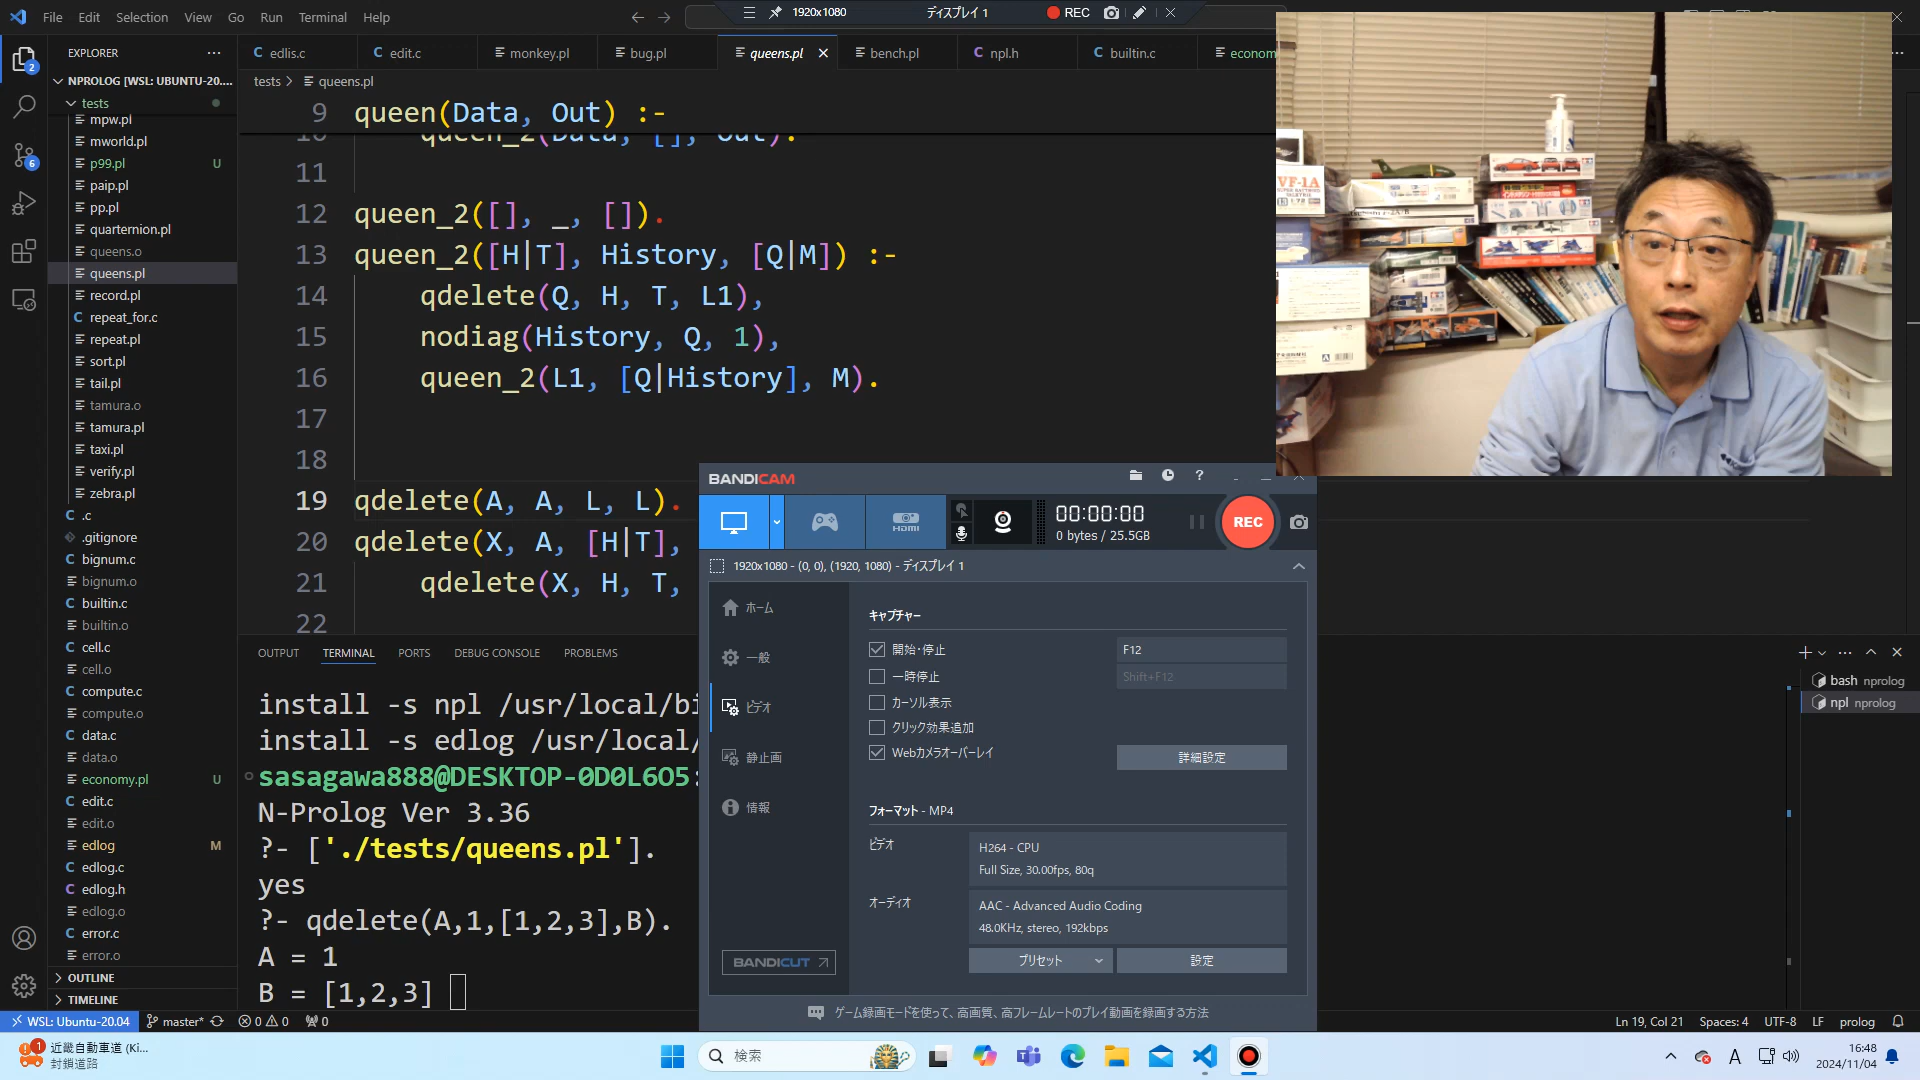 File Edit Selection View Go Run Terminal Help
1920x1080 ディスプレイ 1 REC
EXPLORER
NPROLOG [WSL: UBUNTU-20....
tests
mpw.pl
mworld.pl
p99.pl U
paip.pl
pp.pl
quarternion.pl
queens.o
queens.pl
record.pl
repeat_for.c
repeat.pl
sort.pl
tail.pl
tamura.o
tamura.pl
taxi.pl
verify.pl
zebra.pl
.c
.gitignore
bignum.c
bignum.o
builtin.c
builtin.o
cell.c
cell.o
compute.c
compute.o
data.c
data.o
economy.pl U
edit.c
edit.o
edlog M
edlog.c
edlog.h
edlog.o
error.c
error.o
OUTLINE
TIMELINE
edlis.c edit.c monkey.pl bug.pl queens.pl bench.pl npl.h builtin.c econom
tests > queens.pl
9 queen(Data, Out) :-
10 queen_2(Data, [], Out).
11
12 queen_2([], _, []).
13 queen_2([H|T], History, [Q|M]) :-
14 qdelete(Q, H, T, L1),
15 nodiag(History, Q, 1),
16 queen_2(L1, [Q|History], M).
17
18
19 qdelete(A, A, L, L).
20 qdelete(X, A, [H|T],
21 qdelete(X, H, T,
22
OUTPUT TERMINAL PORTS DEBUG CONSOLE PROBLEMS
install -s npl /usr/local/bi
install -s edlog /usr/local/
sasagawa888@DESKTOP-0D0L6O5:
N-Prolog Ver 3.36
?- ['./tests/queens.pl'].
yes
?- qdelete(A,1,[1,2,3],B).
A = 1
B = [1,2,3]
bash nprolog
npl nprolog
VF-1A
BANDICAM
HDMI
00:00:00
0 bytes / 25.5GB
REC
1920x1080 - (0, 0), (1920, 1080) - ディスプレイ 1
ホーム
一般
ビデオ
静止画
情報
BANDICUT
キャプチャー
開始・停止 F12
一時停止 Shift+F12
カーソル表示
クリック効果追加
Webカメラオーバーレイ 詳細設定
フォーマット - MP4
ビデオ
H264 - CPU
Full Size, 30.00fps, 80q
オーディオ
AAC - Advanced Audio Coding
48.0KHz, stereo, 192kbps
プリセット 設定
ゲーム録画モードを使って、高画質、高フレームレートのプレイ動画を録画する方法
WSL: Ubuntu-20.04 master* 0 0 0
Ln 19, Col 21 Spaces: 4 UTF-8 LF prolog
近畿自動車道 (Ki...
封鎖道路
検索
A
16:48
2024/11/04